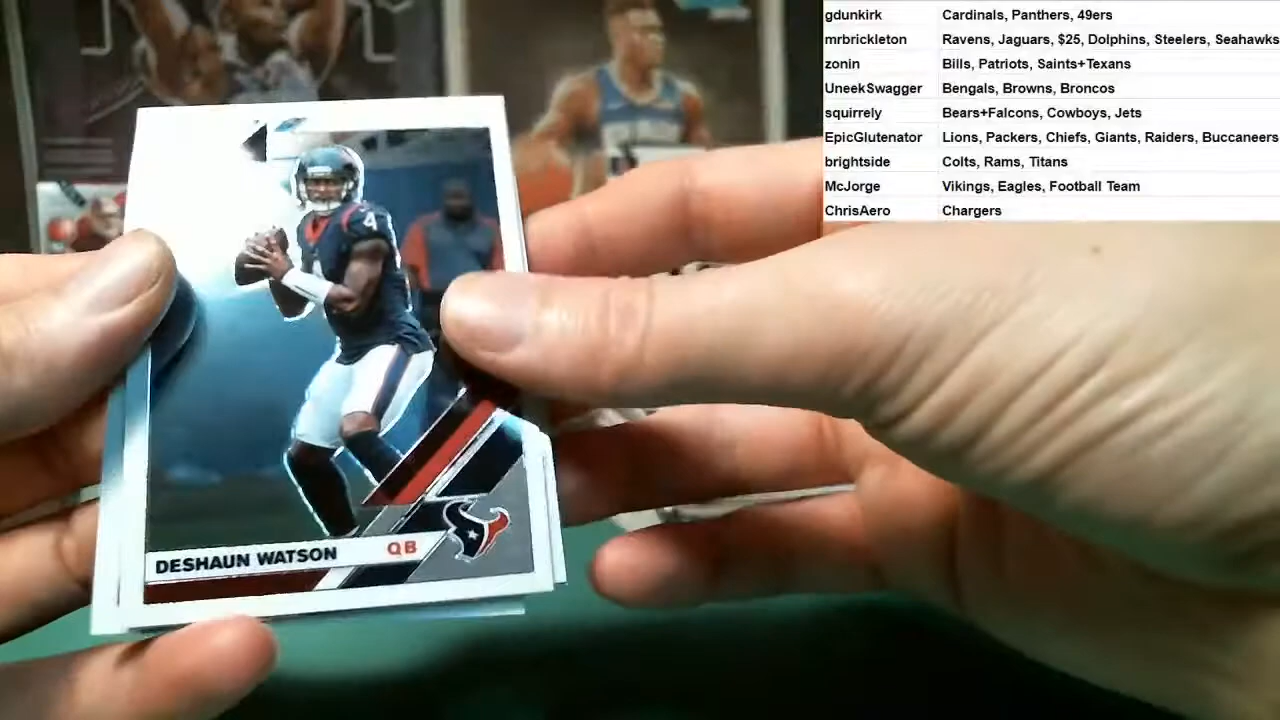 gdunkirk Cardinals, Panthers, 49ers
mrbrickleton Ravens, Jaguars, $25, Dolphins, Steelers, Seahawks
zonin Bills, Patriots, Saints+Texans
UneekSwagger Bengals, Browns, Broncos
squirrely Bears+Falcons, Cowboys, Jets
EpicGlutenator Lions, Packers, Chiefs, Giants, Raiders, Buccaneers
brightside Colts, Rams, Titans
McJorge Vikings, Eagles, Football Team
ChrisAero Chargers
4
DESHAUN WATSON QB